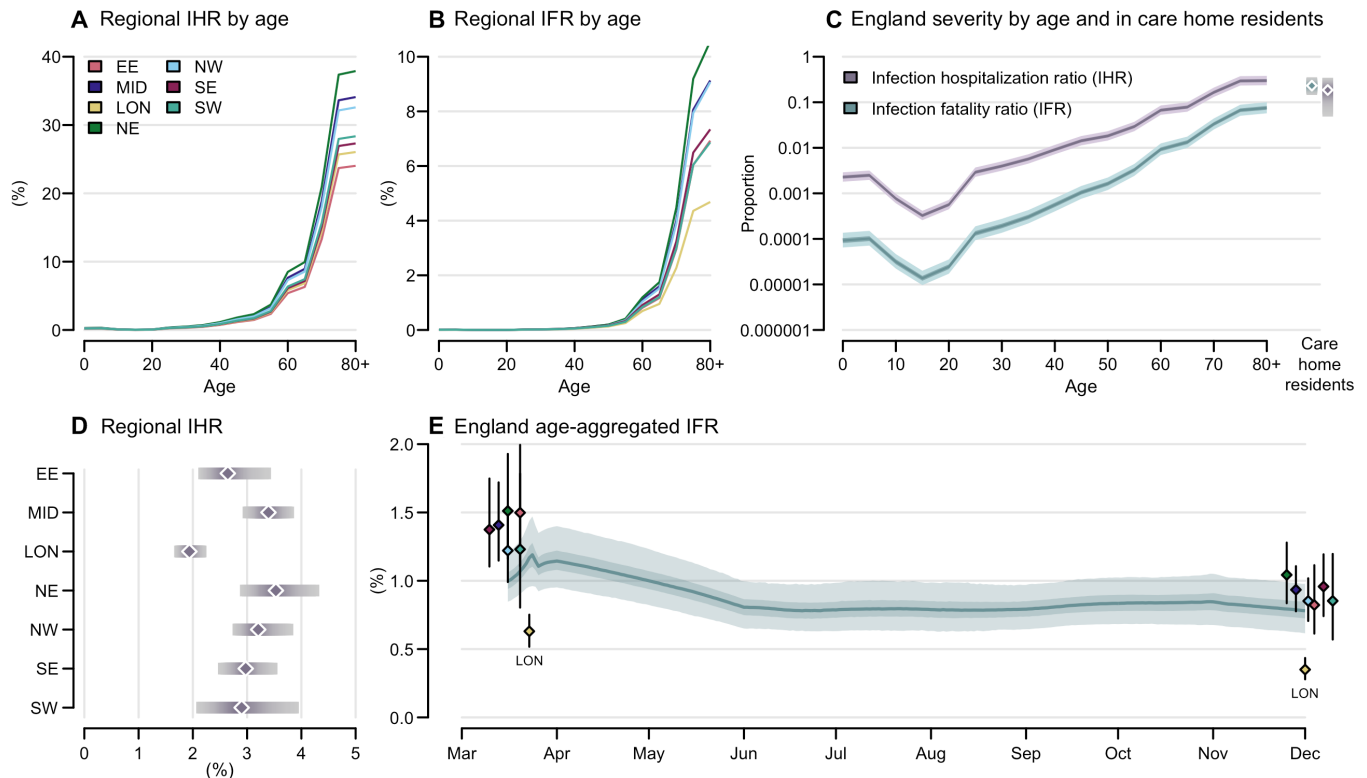 A Regional IHR by age
40
30
20
10
0
(%)
EE
MID
LON
NE
NW
SE
SW
0 20 40 60 80+
Age
B Regional IFR by age
10
8
6
4
2
0
(%)
0 20 40 60 80+
Age
C England severity by age and in care home residents
1
0.1
0.01
0.001
0.0001
0.00001
0.000001
Proportion
Infection hospitalization ratio (IHR)
Infection fatality ratio (IFR)
0 10 20 30 40 50 60 70 80+
Age
Care
home
residents
D Regional IHR
EE
MID
LON
NE
NW
SE
SW
0 1 2 3 4 5
(%)
E England age-aggregated IFR
2.0
1.5
1.0
0.5
0.0
(%)
LON
LON
Mar Apr May Jun Jul Aug Sep Oct Nov Dec